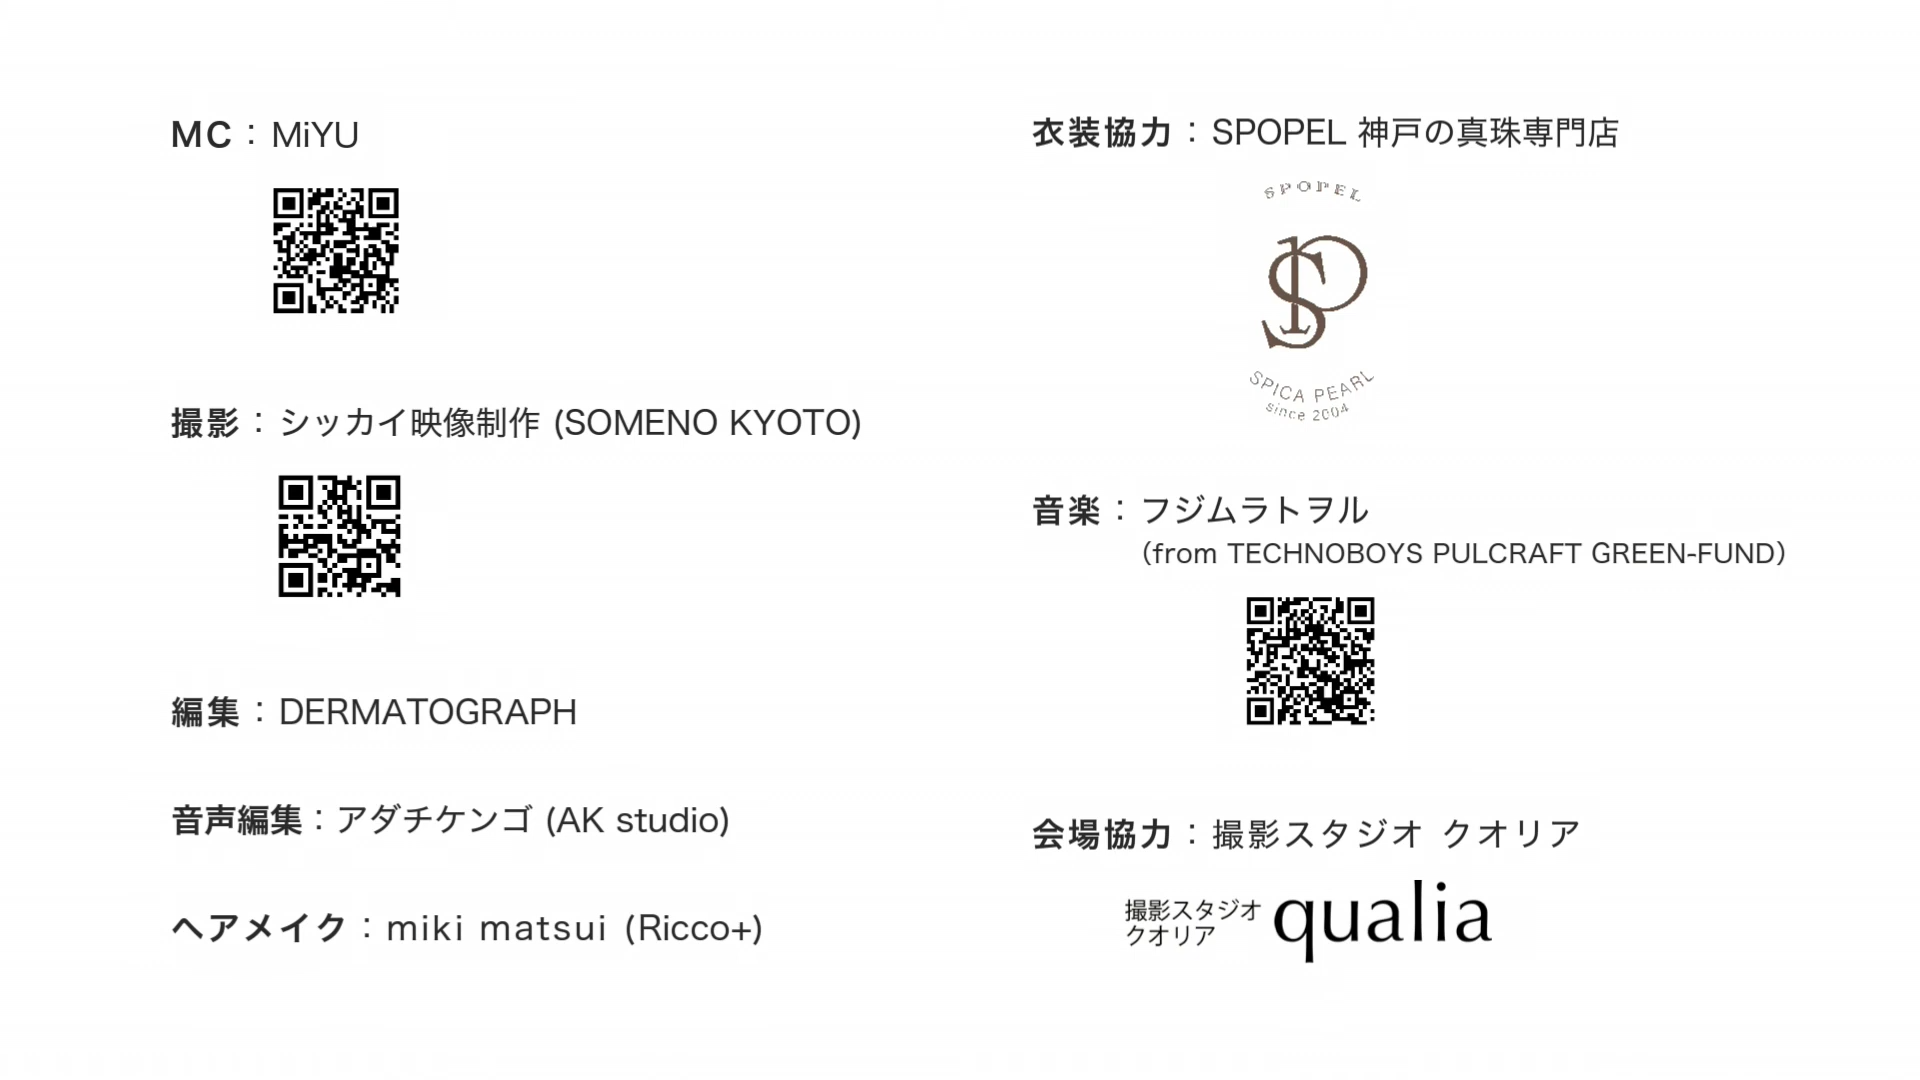 MC：MiYU
撮影：シッカイ映像制作 (SOMENO KYOTO)
編集：DERMATOGRAPH
音声編集：アダチケンゴ (AK studio)
ヘアメイク：miki matsui (Ricco+)
衣装協力：SPOPEL 神戸の真珠専門店
SPOPEL
SP
SPICA PEARL
since 2004
音楽：フジムラトヲル
（from TECHNOBOYS PULCRAFT GREEN-FUND）
会場協力：撮影スタジオ クオリア
撮影スタジオ
クオリア
qualia